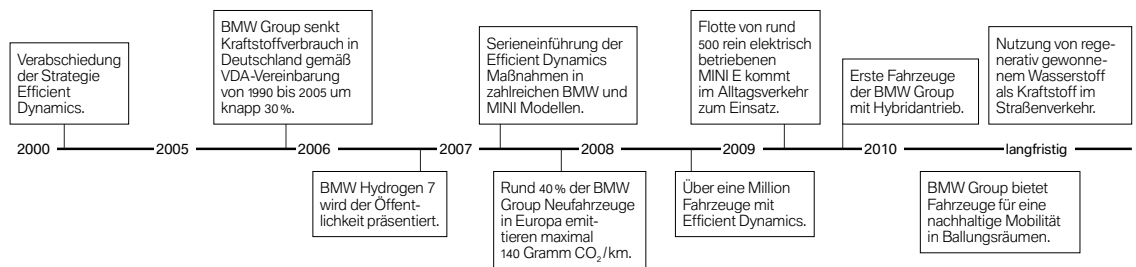 Verabschiedung
der Strategie
Efficient
Dynamics.
BMW Group senkt
Kraftstoffverbrauch in
Deutschland gemäß
VDA-Vereinbarung
von 1990 bis 2005 um
knapp 30 %.
Serieneinführung der
Efficient Dynamics
Maßnahmen in
zahlreichen BMW und
MINI Modellen.
Flotte von rund
500 rein elektrisch
betriebenen
MINI E kommt
im Alltagsverkehr
zum Einsatz.
Erste Fahrzeuge
der BMW Group
mit Hybridantrieb.
Nutzung von rege-
nerativ gewonne-
nem Wasserstoff
als Kraftstoff im
Straßenverkehr.
2000 2005 2006 2007 2008 2009 2010 langfristig
BMW Hydrogen 7
wird der Öffent-
lichkeit präsentiert.
Rund 40 % der BMW
Group Neufahrzeuge
in Europa emit-
tieren maximal
140 Gramm CO₂/km.
Über eine Million
Fahrzeuge mit
Efficient Dynamics.
BMW Group bietet
Fahrzeuge für eine
nachhaltige Mobilität
in Ballungsräumen.